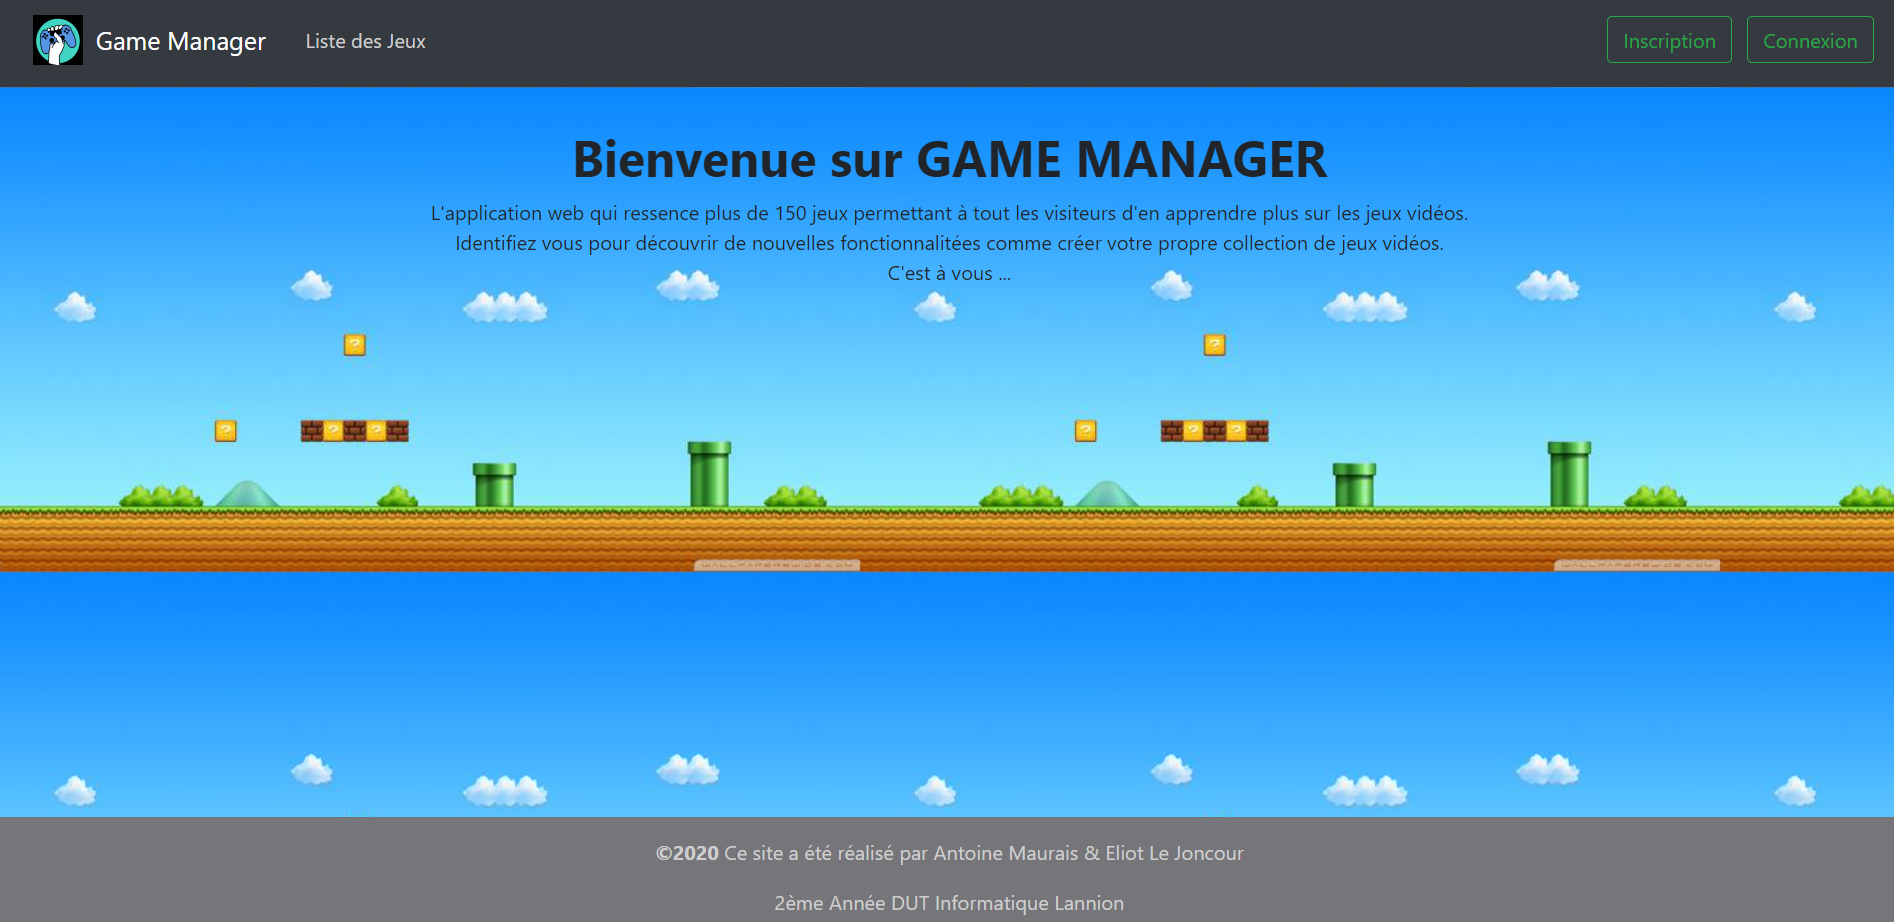 Game Manager
Liste des Jeux
Inscription
Connexion
Bienvenue sur GAME MANAGER
L'application web qui ressence plus de 150 jeux permettant à tout les visiteurs d'en apprendre plus sur les jeux vidéos.
Identifiez vous pour découvrir de nouvelles fonctionnalitées comme créer votre propre collection de jeux vidéos.
C'est à vous ...
?
?
?
?
? ?
? ?
©2020 Ce site a été réalisé par Antoine Maurais & Eliot Le Joncour
2ème Année DUT Informatique Lannion